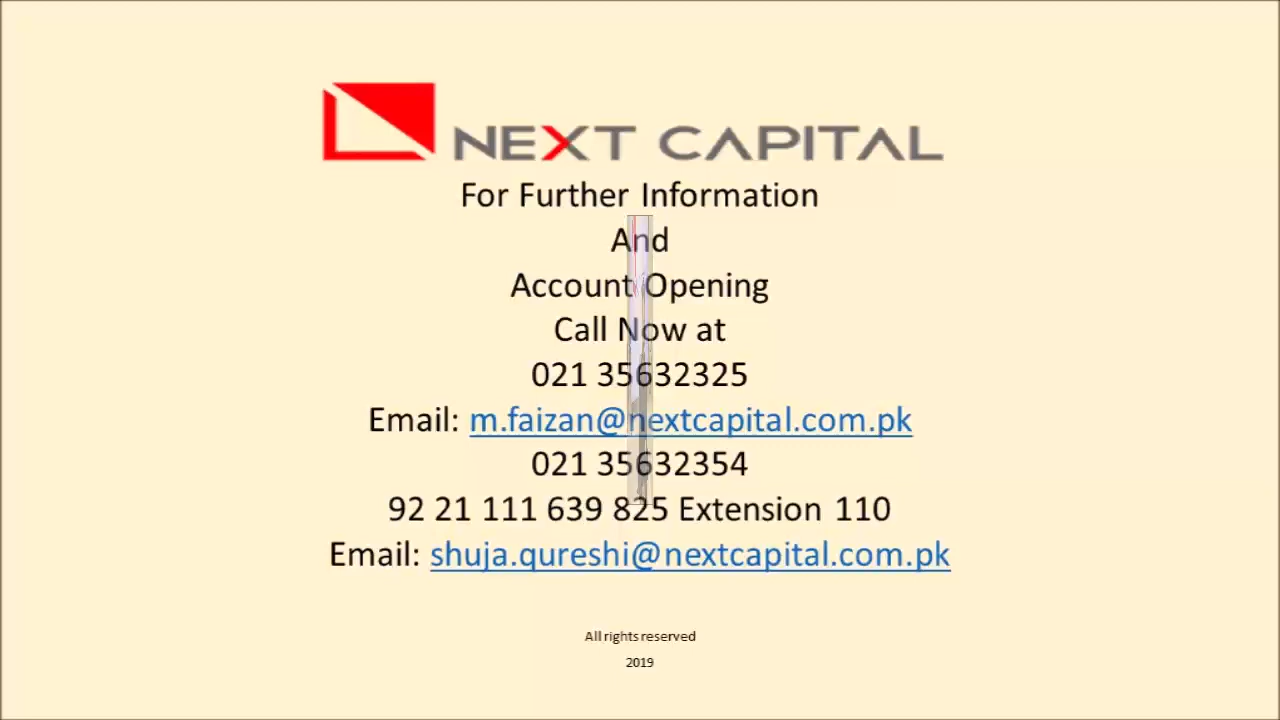 NEXT CAPITAL
For Further Information
And
Account Opening
Call Now at
021 35632325
Email: m.faizan@nextcapital.com.pk
021 35632354
92 21 111 639 825 Extension 110
Email: shuja.qureshi@nextcapital.com.pk
All rights reserved
2019